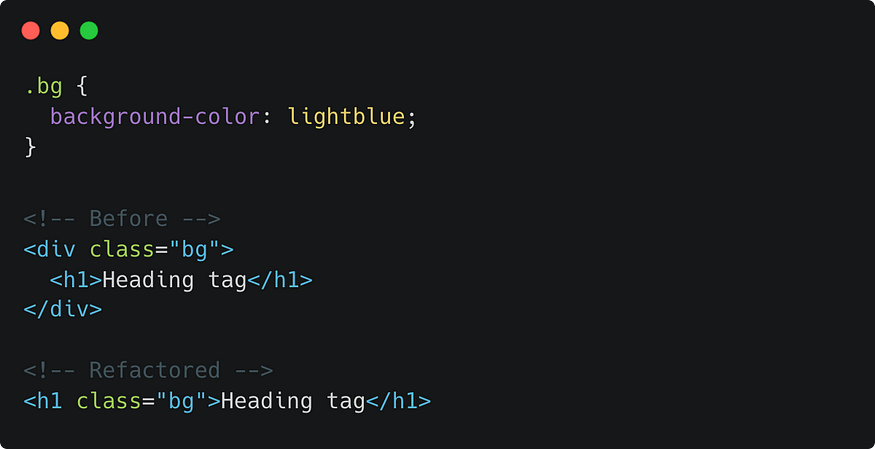 .bg {
  background-color: lightblue;
}
<!-- Before -->
<div class="bg">
  <h1>Heading tag</h1>
</div>
<!-- Refactored -->
<h1 class="bg">Heading tag</h1>